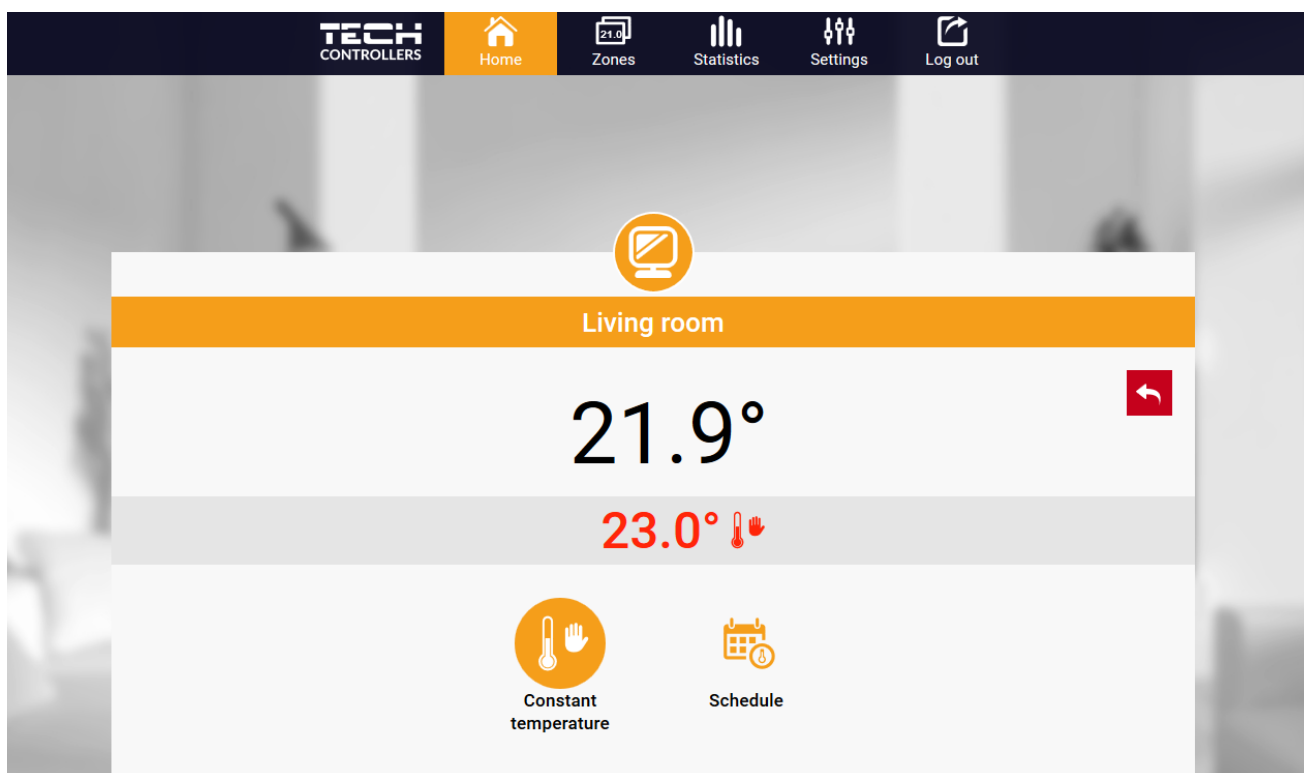 TECH
CONTROLLERS
Home
21.0
Zones
Statistics
Settings
Log out
Living room
21.9°
23.0°
Constant
temperature
Schedule